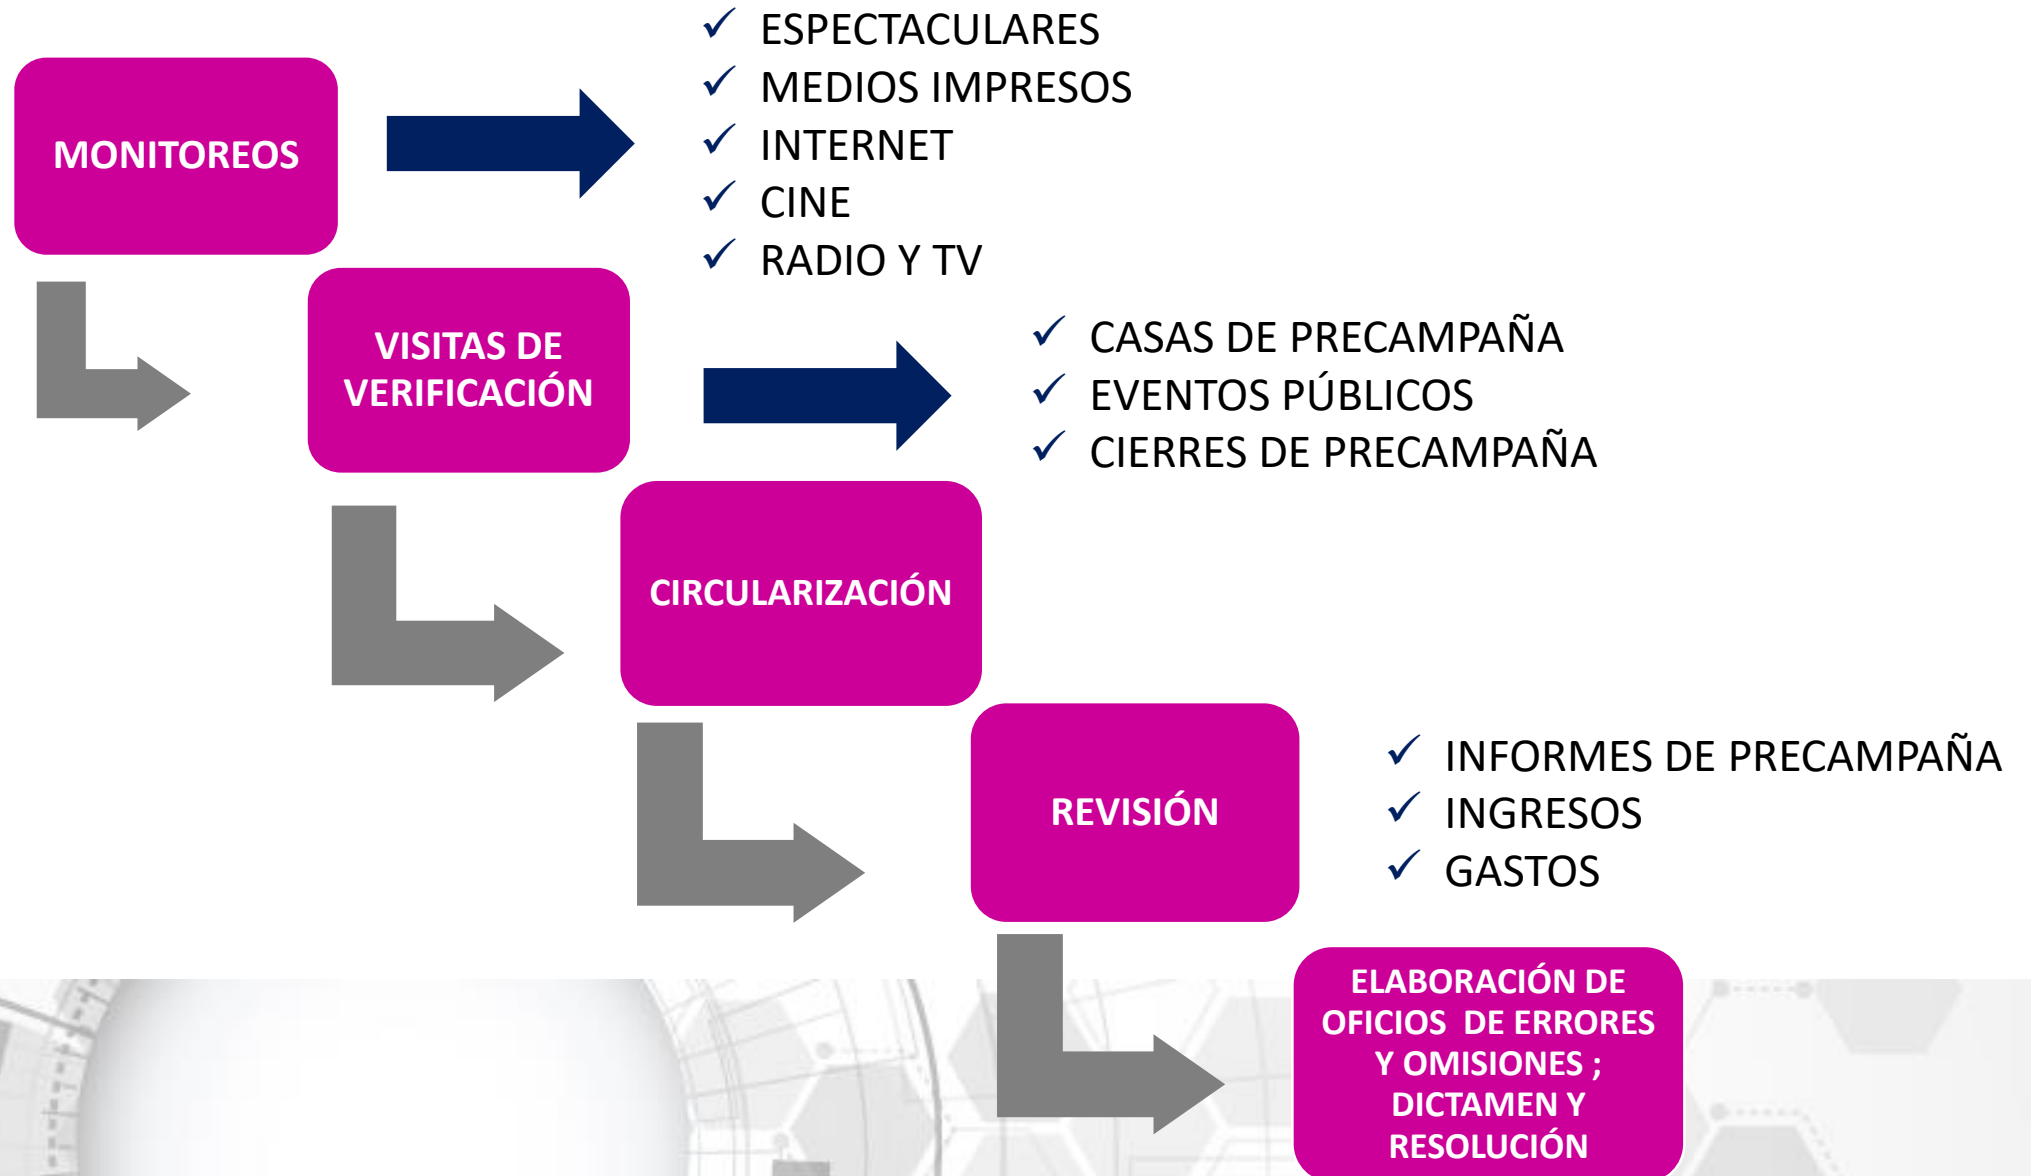 MONITOREOS
✓ ESPECTACULARES
✓ MEDIOS IMPRESOS
✓ INTERNET
✓ CINE
✓ RADIO Y TV
VISITAS DE
VERIFICACIÓN
✓ CASAS DE PRECAMPAÑA
✓ EVENTOS PÚBLICOS
✓ CIERRES DE PRECAMPAÑA
CIRCULARIZACIÓN
REVISIÓN
✓ INFORMES DE PRECAMPAÑA
✓ INGRESOS
✓ GASTOS
ELABORACIÓN DE
OFICIOS  DE ERRORES
Y OMISIONES ;
DICTAMEN Y
RESOLUCIÓN